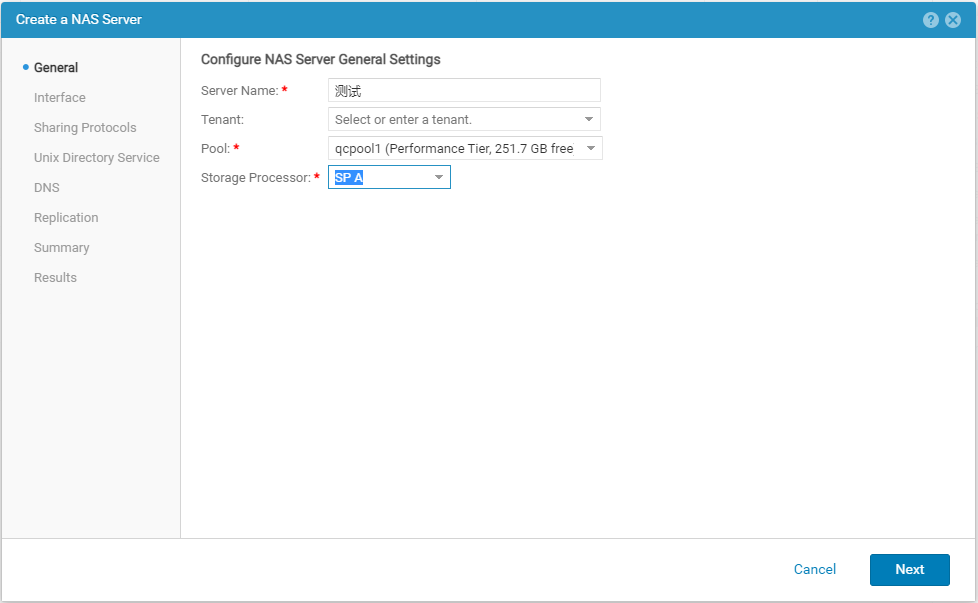 Create a NAS Server
General
Interface
Sharing Protocols
Unix Directory Service
DNS
Replication
Summary
Results
Configure NAS Server General Settings
Server Name: * 测试
Tenant: Select or enter a tenant.
Pool: * qcpool1 (Performance Tier, 251.7 GB free
Storage Processor: * SP A
Cancel
Next